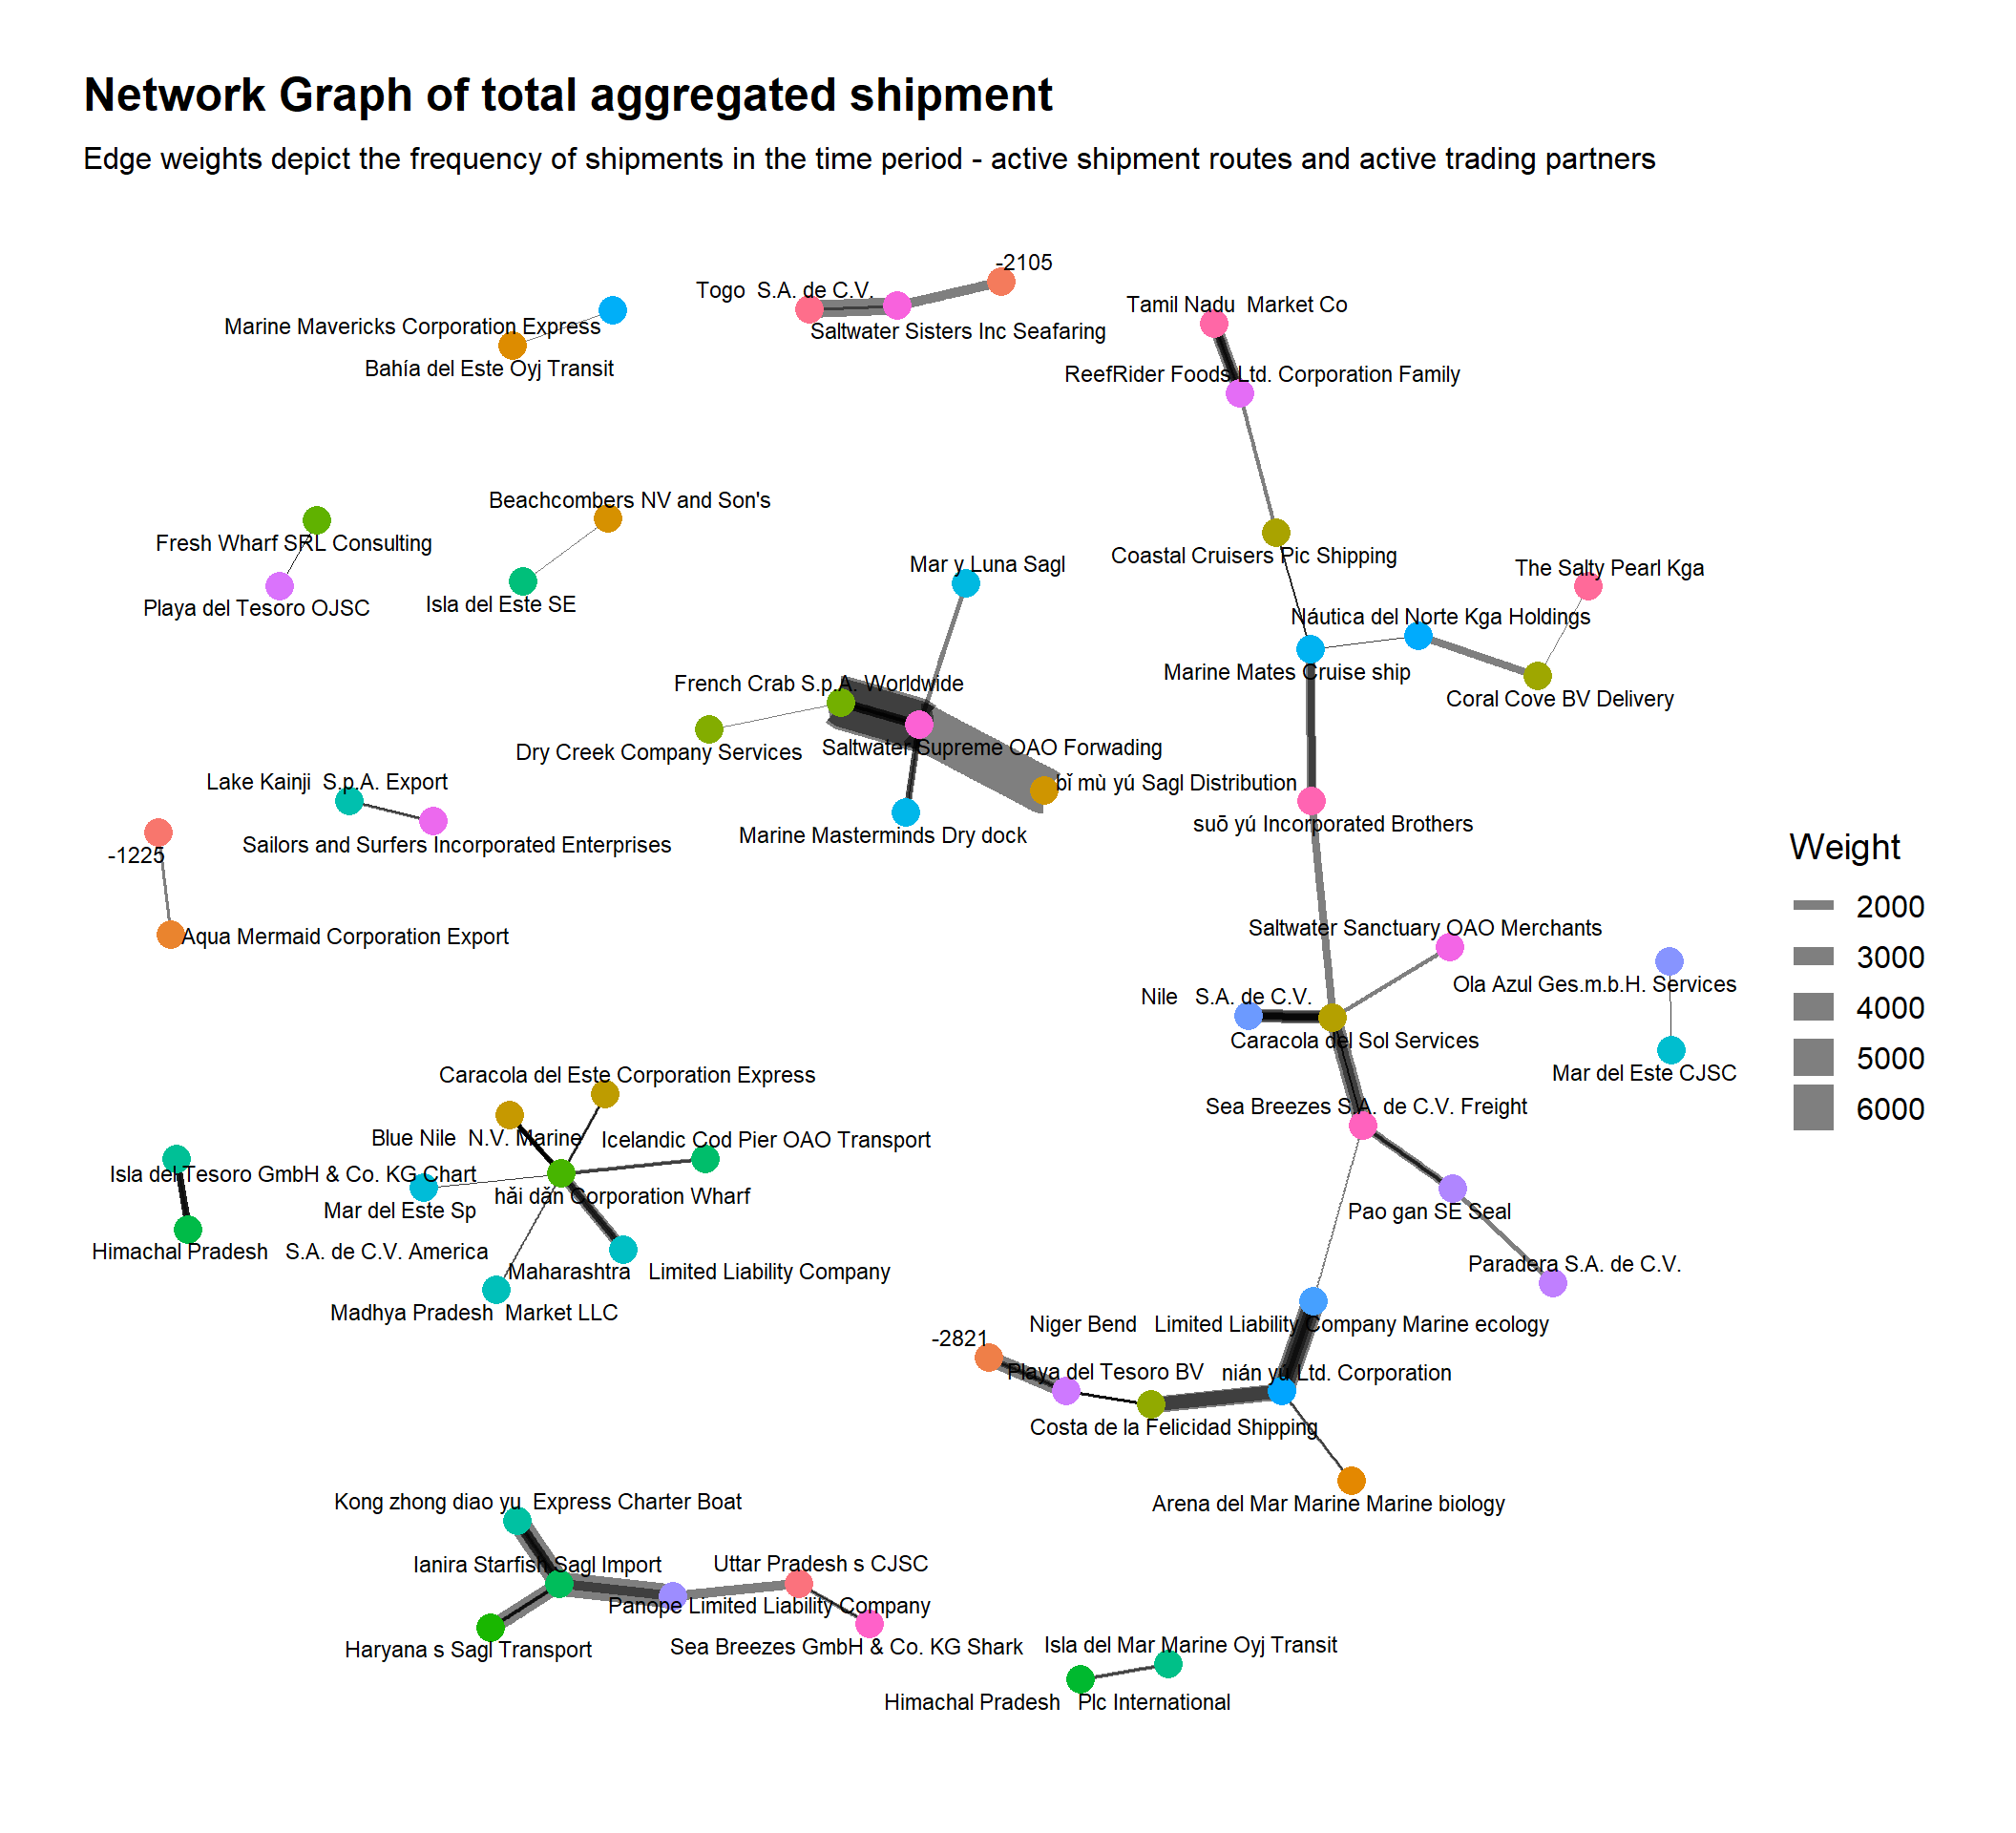 Network Graph of total aggregated shipment
Edge weights depict the frequency of shipments in the time period - active shipment routes and active trading partners
-2105
Togo  S.A. de C.V.
Tamil Nadu  Market Co
Marine Mavericks Corporation Express
Saltwater Sisters Inc Seafaring
Bahía del Este Oyj Transit
ReefRider Foods Ltd. Corporation Family
Beachcombers NV and Son's
Fresh Wharf SRL Consulting
Coastal Cruisers Pic Shipping
Mar y Luna Sagl
The Salty Pearl Kga
Playa del Tesoro OJSC
Isla del Este SE
Náutica del Norte Kga Holdings
Marine Mates Cruise ship
French Crab S.p.A. Worldwide
Coral Cove BV Delivery
Dry Creek Company Services
Saltwater Supreme OAO Forwading
Lake Kainji  S.p.A. Export
bǐ mù yú Sagl Distribution
suō yú Incorporated Brothers
Marine Masterminds Dry dock
Sailors and Surfers Incorporated Enterprises
-1225
Weight
2000
3000
4000
5000
6000
Saltwater Sanctuary OAO Merchants
Aqua Mermaid Corporation Export
Ola Azul Ges.m.b.H. Services
Nile   S.A. de C.V.
Caracola del Sol Services
Mar del Este CJSC
Caracola del Este Corporation Express
Sea Breezes S.A. de C.V. Freight
Blue Nile  N.V. Marine
Icelandic Cod Pier OAO Transport
Isla del Tesoro GmbH & Co. KG Chart
hǎi dǎn Corporation Wharf
Mar del Este Sp
Pao gan SE Seal
Himachal Pradesh   S.A. de C.V. America
Paradera S.A. de C.V.
Maharashtra   Limited Liability Company
Madhya Pradesh  Market LLC
Niger Bend   Limited Liability Company Marine ecology
-2821
Playa del Tesoro BV
nián yú Ltd. Corporation
Costa de la Felicidad Shipping
Kong zhong diao yu  Express Charter Boat
Arena del Mar Marine Marine biology
Ianira Starfish Sagl Import
Uttar Pradesh s CJSC
Panope Limited Liability Company
Haryana s Sagl Transport
Sea Breezes GmbH & Co. KG Shark
Isla del Mar Marine Oyj Transit
Himachal Pradesh   Plc International